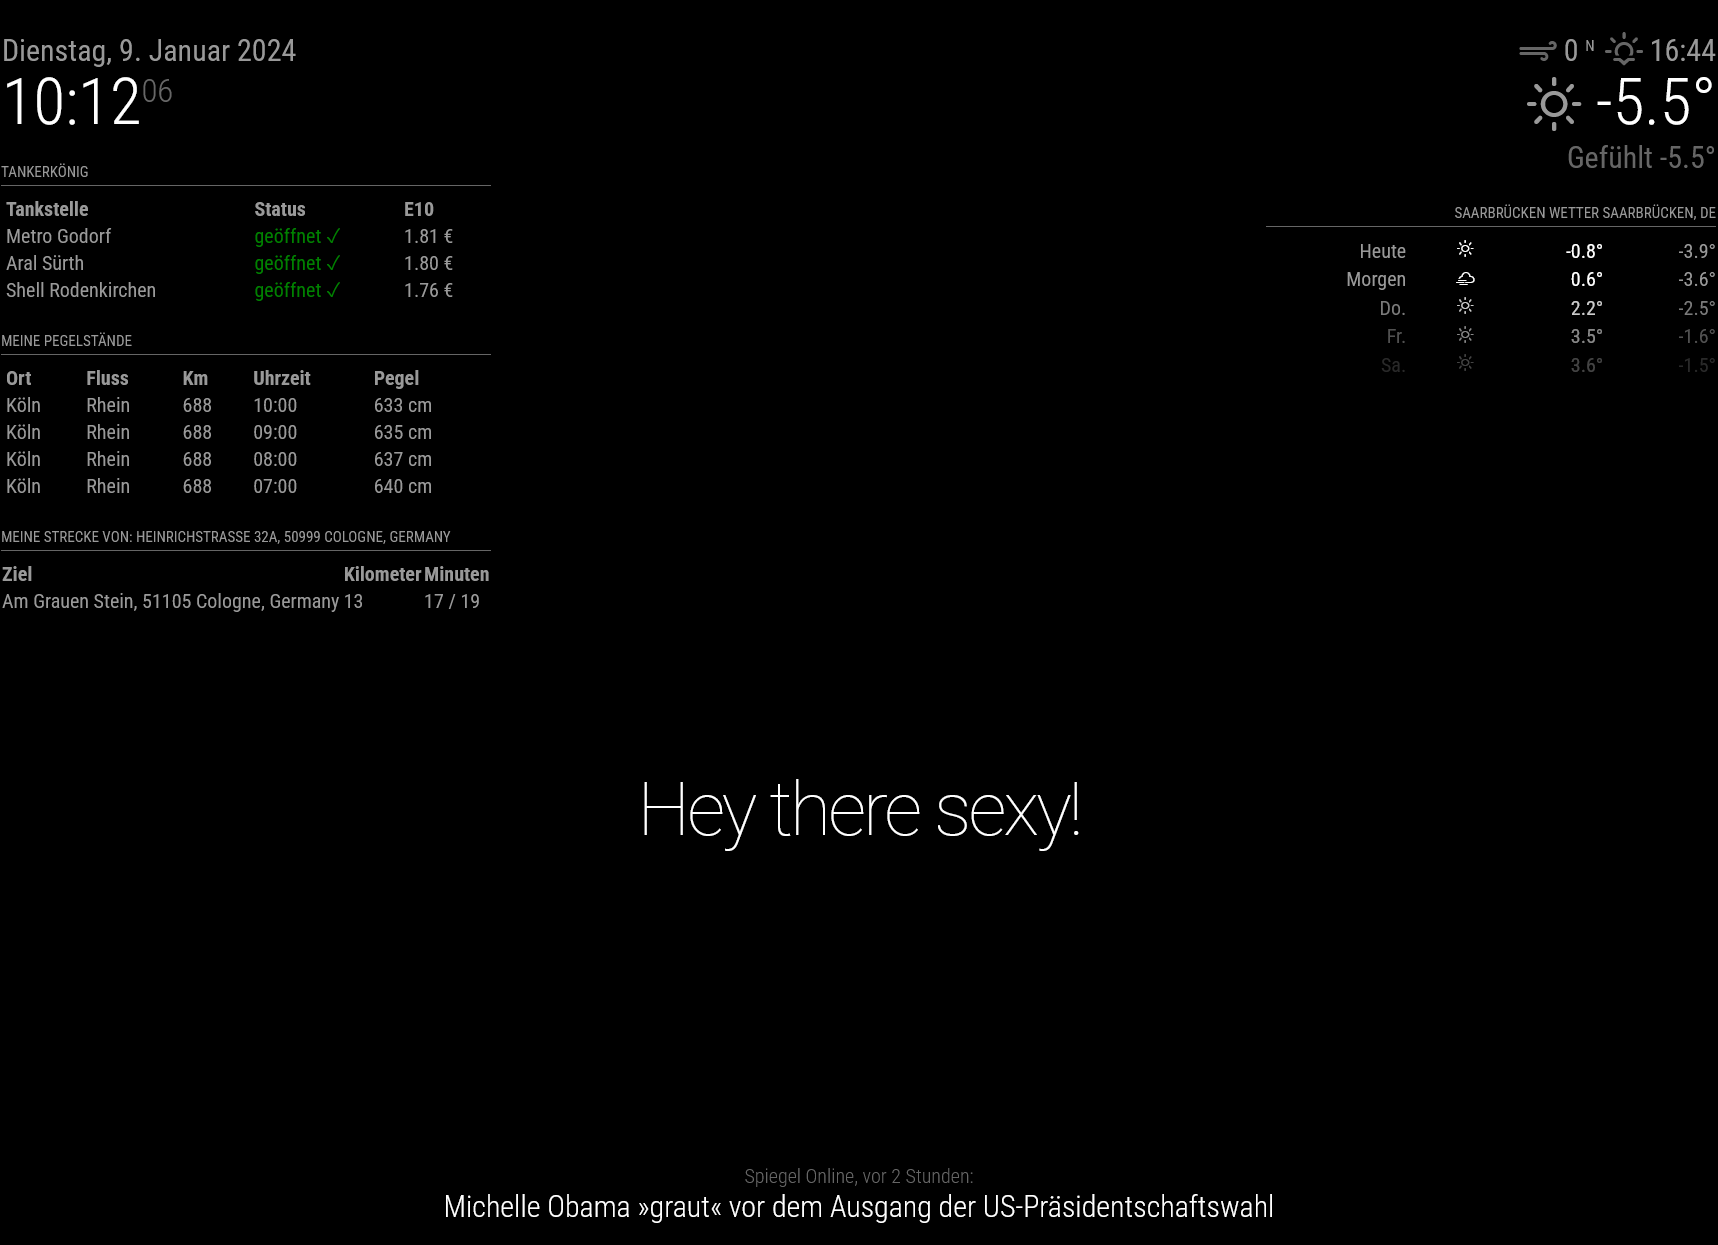 Dienstag, 9. Januar 2024
10:12 06
TANKERKÖNIG
Tankstelle Status E10
Metro Godorf geöffnet ✓ 1.81 €
Aral Sürth geöffnet ✓ 1.80 €
Shell Rodenkirchen geöffnet ✓ 1.76 €
MEINE PEGELSTÄNDE
Ort Fluss Km Uhrzeit Pegel
Köln Rhein 688 10:00 633 cm
Köln Rhein 688 09:00 635 cm
Köln Rhein 688 08:00 637 cm
Köln Rhein 688 07:00 640 cm
MEINE STRECKE VON: HEINRICHSTRASSE 32A, 50999 COLOGNE, GERMANY
Ziel Kilometer Minuten
Am Grauen Stein, 51105 Cologne, Germany 13 17 / 19
0 N 16:44
-5.5°
Gefühlt -5.5°
SAARBRÜCKEN WETTER SAARBRÜCKEN, DE
Heute -0.8° -3.9°
Morgen 0.6° -3.6°
Do. 2.2° -2.5°
Fr. 3.5° -1.6°
Sa. 3.6° -1.5°
Hey there sexy!
Spiegel Online, vor 2 Stunden:
Michelle Obama »graut« vor dem Ausgang der US-Präsidentschaftswahl